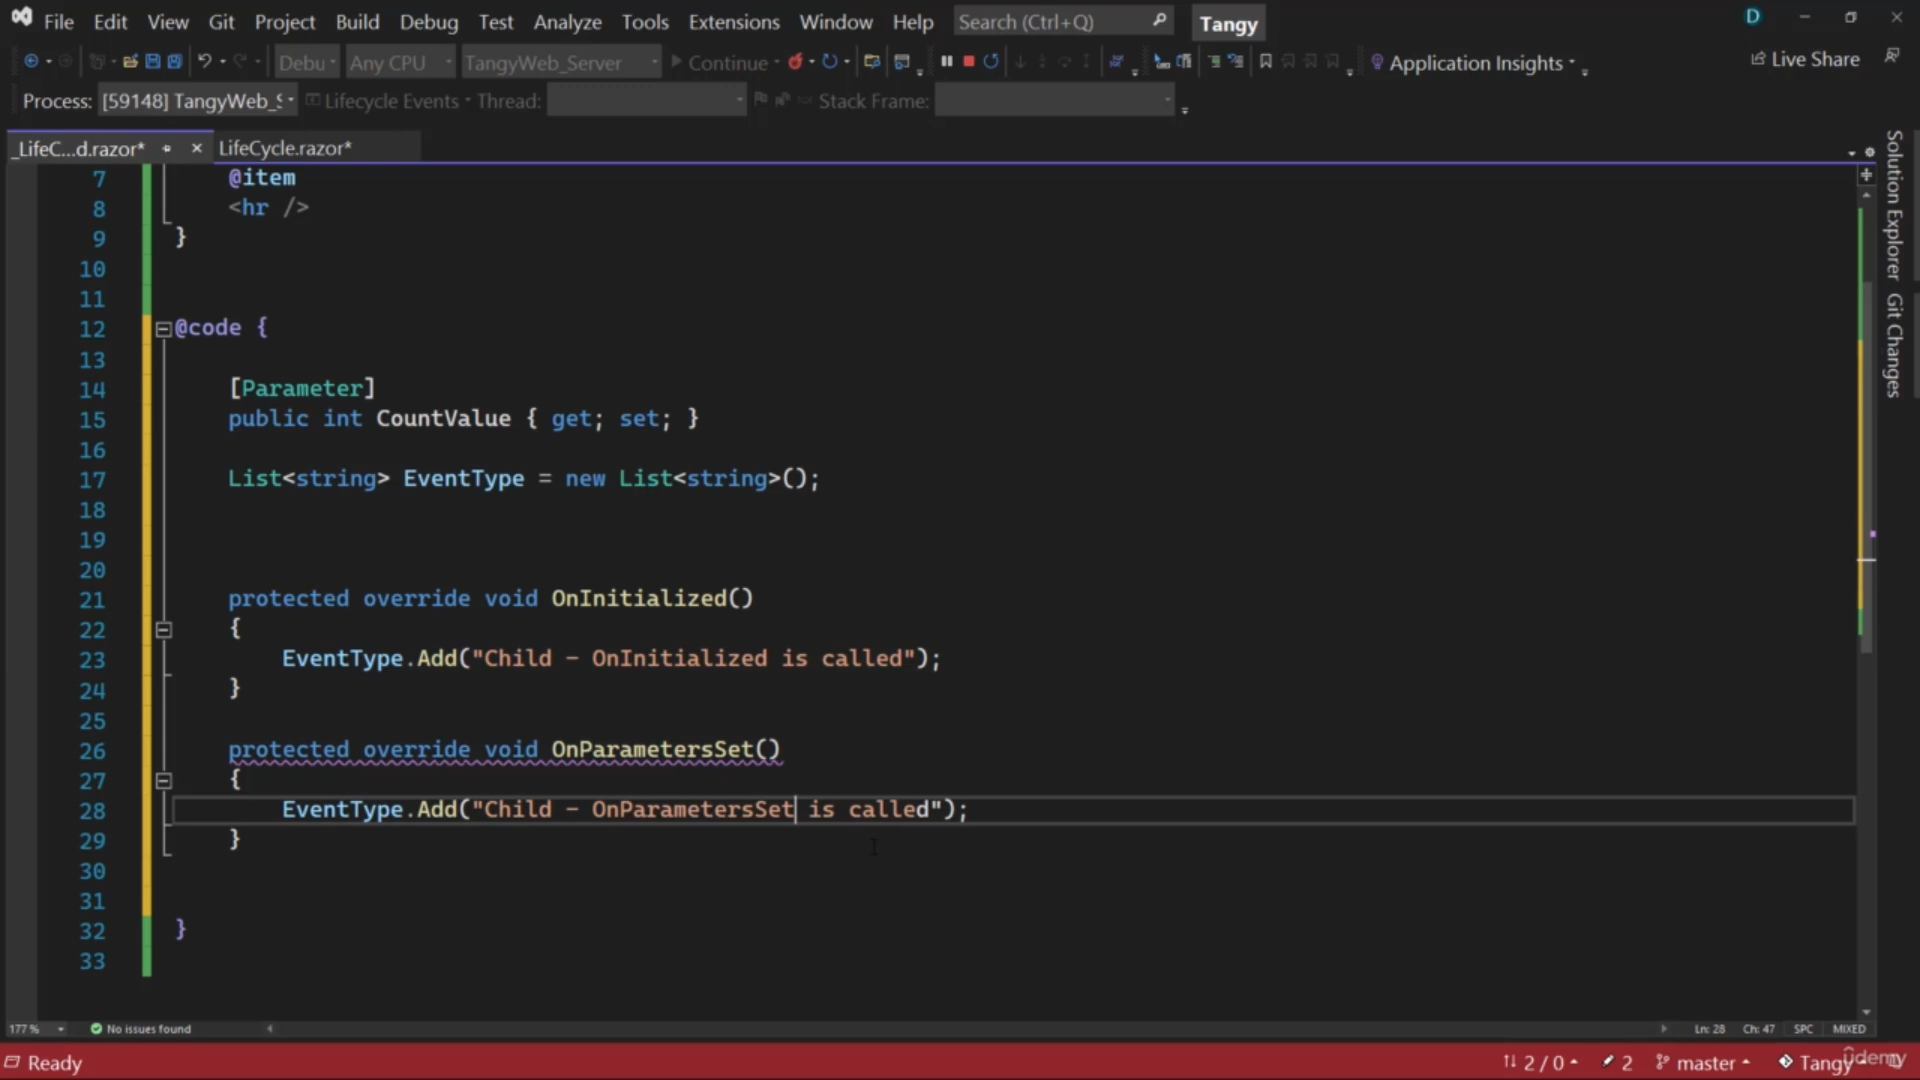 File Edit View Git Project Build Debug Test Analyze Tools Extensions Window Help Search (Ctrl+Q) Tangy D
Debu Any CPU TangyWeb_Server Continue Application Insights Live Share
Process: [59148] TangyWeb_S Lifecycle Events Thread: Stack Frame:
_LifeC...d.razor* LifeCycle.razor*
7 @item
8 <hr />
9 }
10
11
12 @code {
13
14 [Parameter]
15 public int CountValue { get; set; }
16
17 List<string> EventType = new List<string>();
18
19
20
21 protected override void OnInitialized()
22 {
23 EventType.Add("Child - OnInitialized is called");
24 }
25
26 protected override void OnParametersSet()
27 {
28 EventType.Add("Child - OnParametersSet is called");
29 }
30
31
32 }
33
Solution Explorer
Git Changes
177 % No issues found Ln: 28 Ch: 47 SPC MIXED
Ready 2 / 0 2 master Tangy
udemy